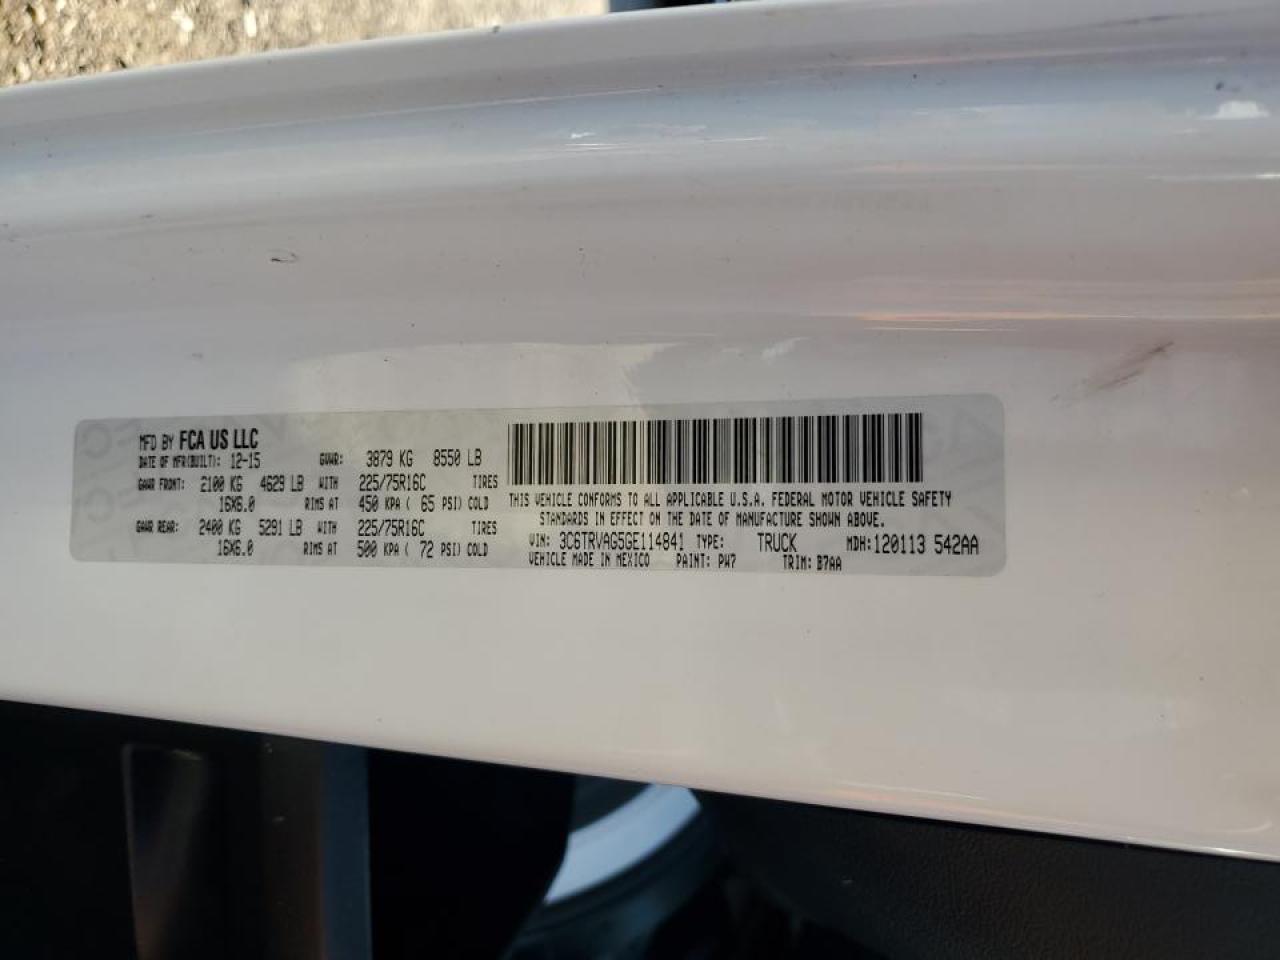 MFD BY FCA US LLC
DATE OF MFR(BUILT): 12-15 GVWR: 3879 KG 8550 LB
GAWR FRONT: 2100 KG 4629 LB WITH 225/75R16C TIRES
16X6.0 RIMS AT 450 KPA ( 65 PSI) COLD
GAWR REAR: 2400 KG 5291 LB WITH 225/75R16C TIRES
16X6.0 RIMS AT 500 KPA ( 72 PSI) COLD
THIS VEHICLE CONFORMS TO ALL APPLICABLE U.S.A. FEDERAL MOTOR VEHICLE SAFETY
STANDARDS IN EFFECT ON THE DATE OF MANUFACTURE SHOWN ABOVE.
VIN: 3C6TRVAG5GE114841 TYPE: TRUCK MDH:120113 542AA
VEHICLE MADE IN MEXICO PAINT: PW7 TRIM: B7AA